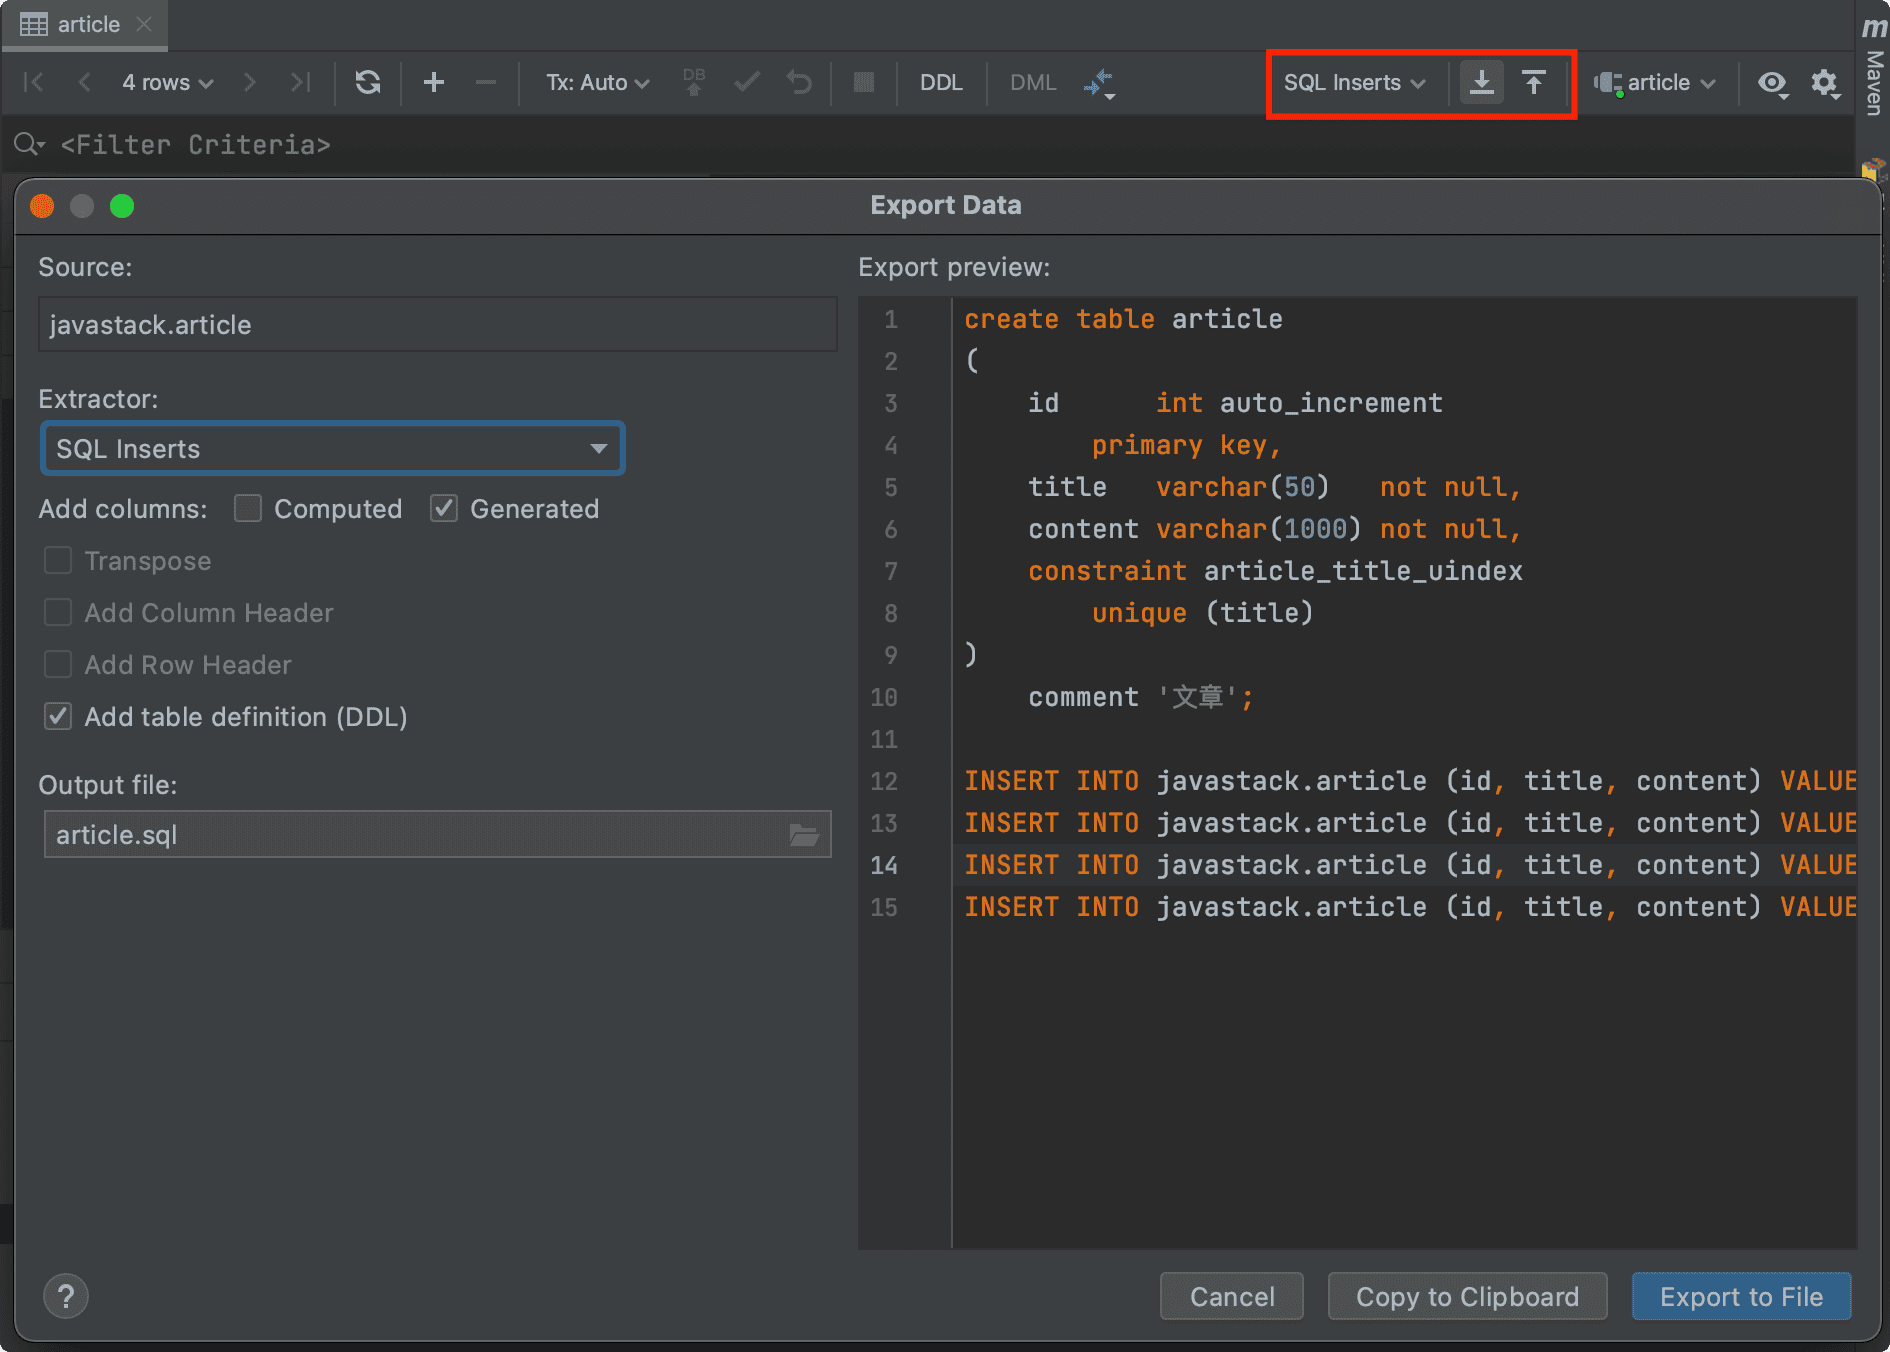 article
4 rows
Tx: Auto
DB
DDL
DML
SQL Inserts
article
m
Maven
<Filter Criteria>
Export Data
Source:
javastack.article
Extractor:
SQL Inserts
Add columns: Computed Generated
Transpose
Add Column Header
Add Row Header
Add table definition (DDL)
Output file:
article.sql
Export preview:
1 create table article
2 (
3 id int auto_increment
4 primary key,
5 title varchar(50) not null,
6 content varchar(1000) not null,
7 constraint article_title_uindex
8 unique (title)
9 )
10 comment '文章';
11
12 INSERT INTO javastack.article (id, title, content) VALUE
13 INSERT INTO javastack.article (id, title, content) VALUE
14 INSERT INTO javastack.article (id, title, content) VALUE
15 INSERT INTO javastack.article (id, title, content) VALUE
?
Cancel
Copy to Clipboard
Export to File